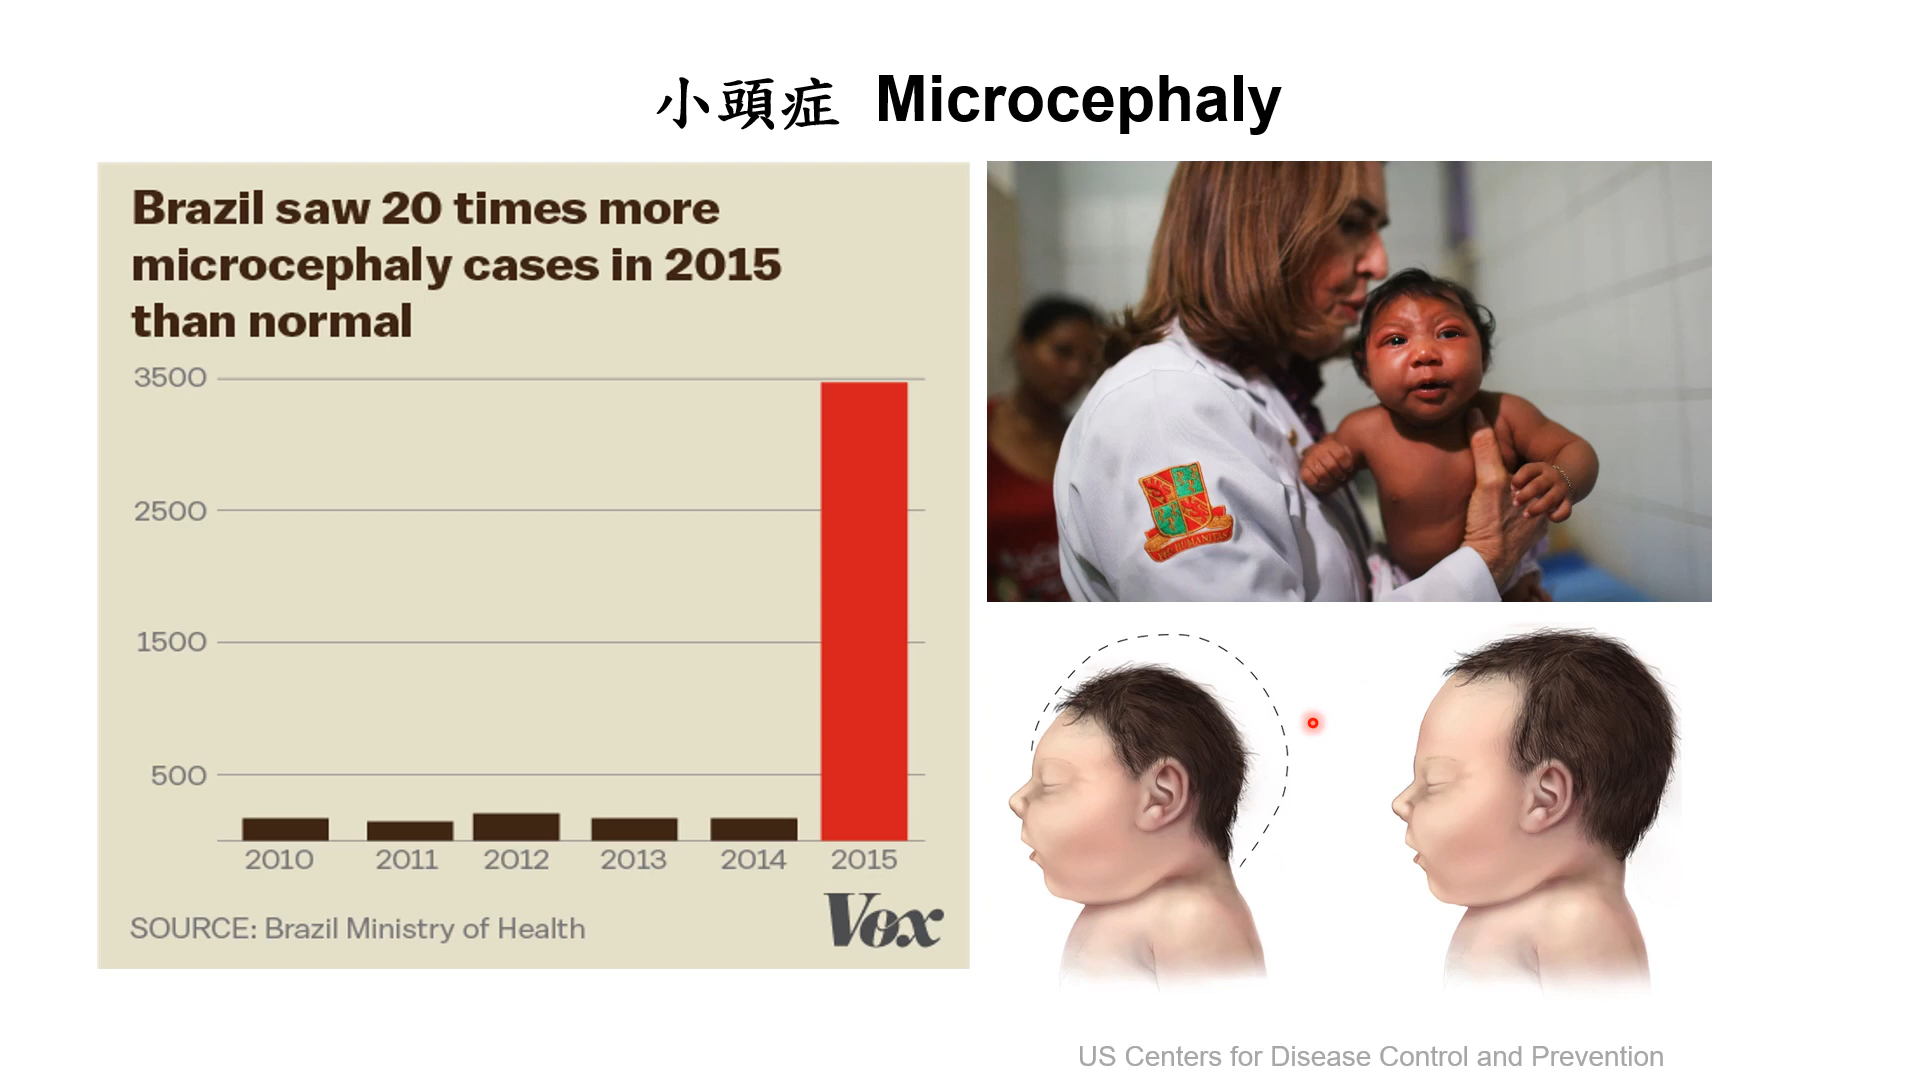 小頭症 Microcephaly
Brazil saw 20 times more
microcephaly cases in 2015
than normal
3500
2500
1500
500
2010 2011 2012 2013 2014 2015
SOURCE: Brazil Ministry of Health
Vox
HUMANITAS
US Centers for Disease Control and Prevention